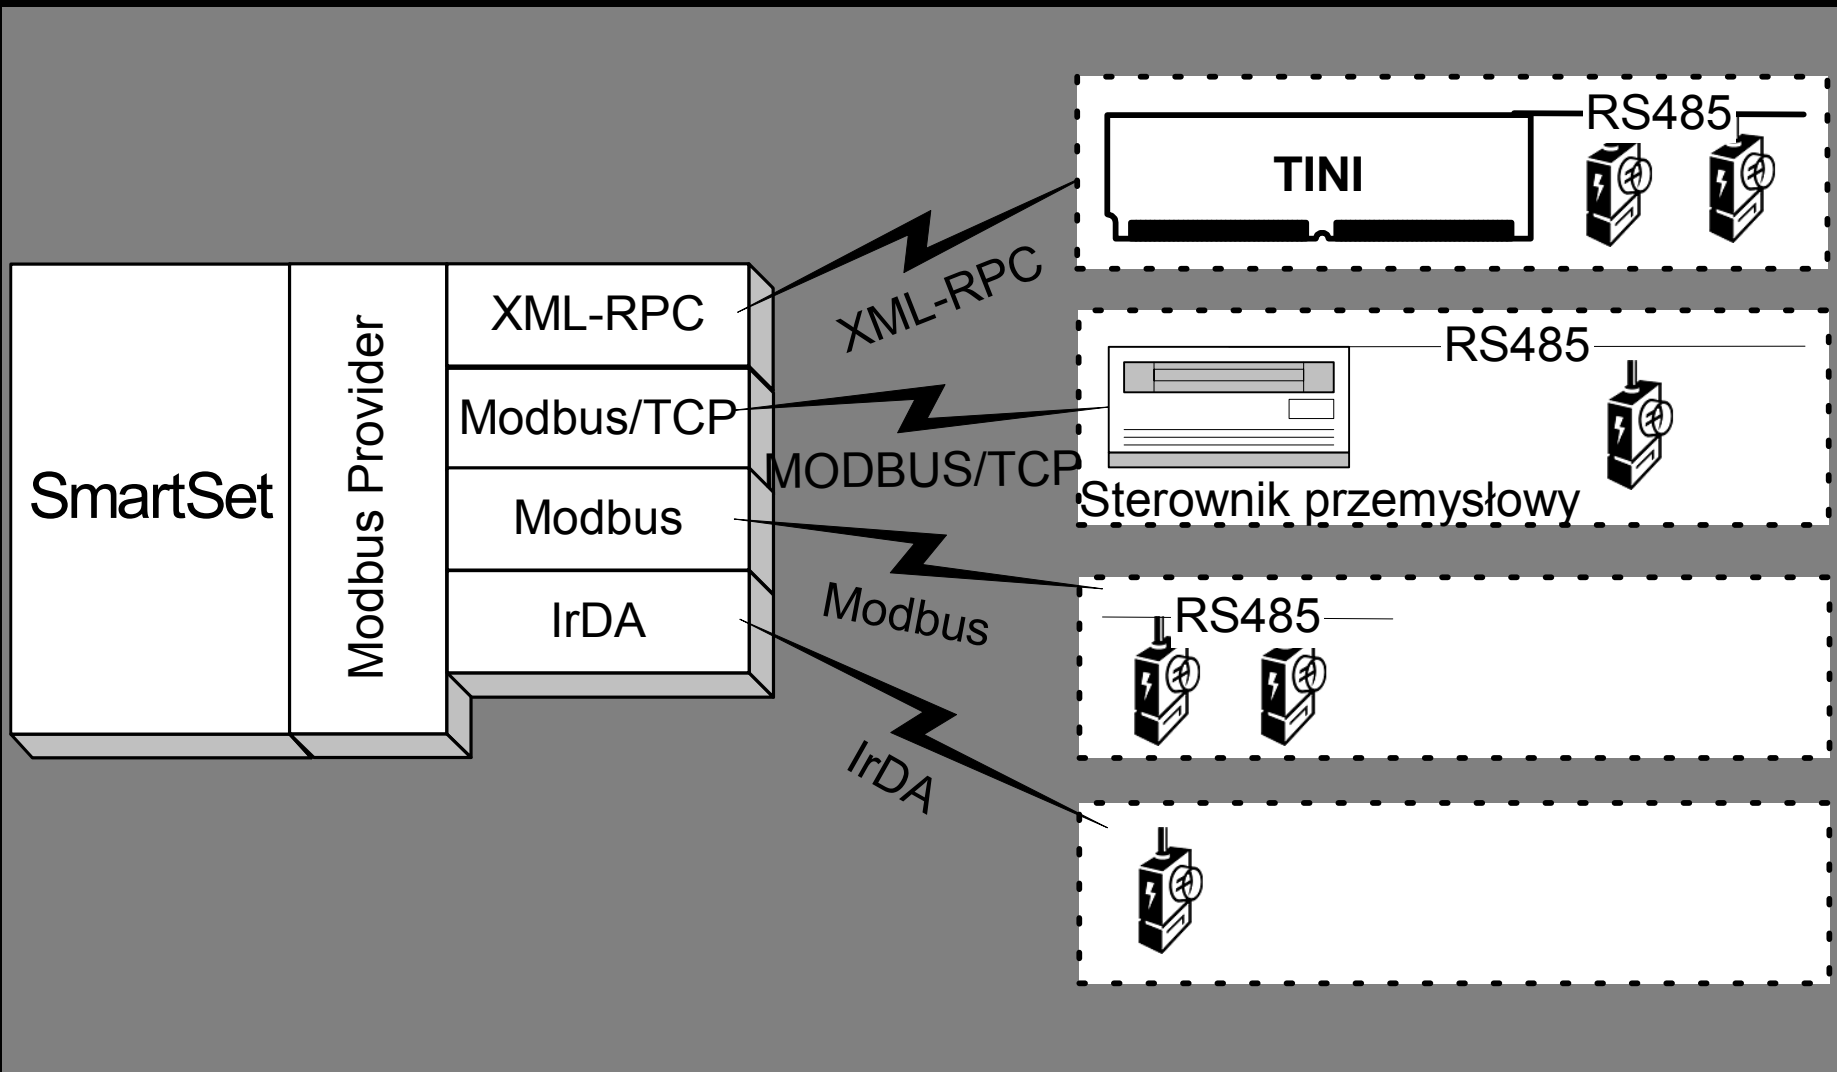 SmartSet
Modbus Provider
XML-RPC
Modbus/TCP
Modbus
IrDA
XML-RPC
MODBUS/TCP
Modbus
IrDA
TINI
RS485
RS485
Sterownik przemysłowy
RS485